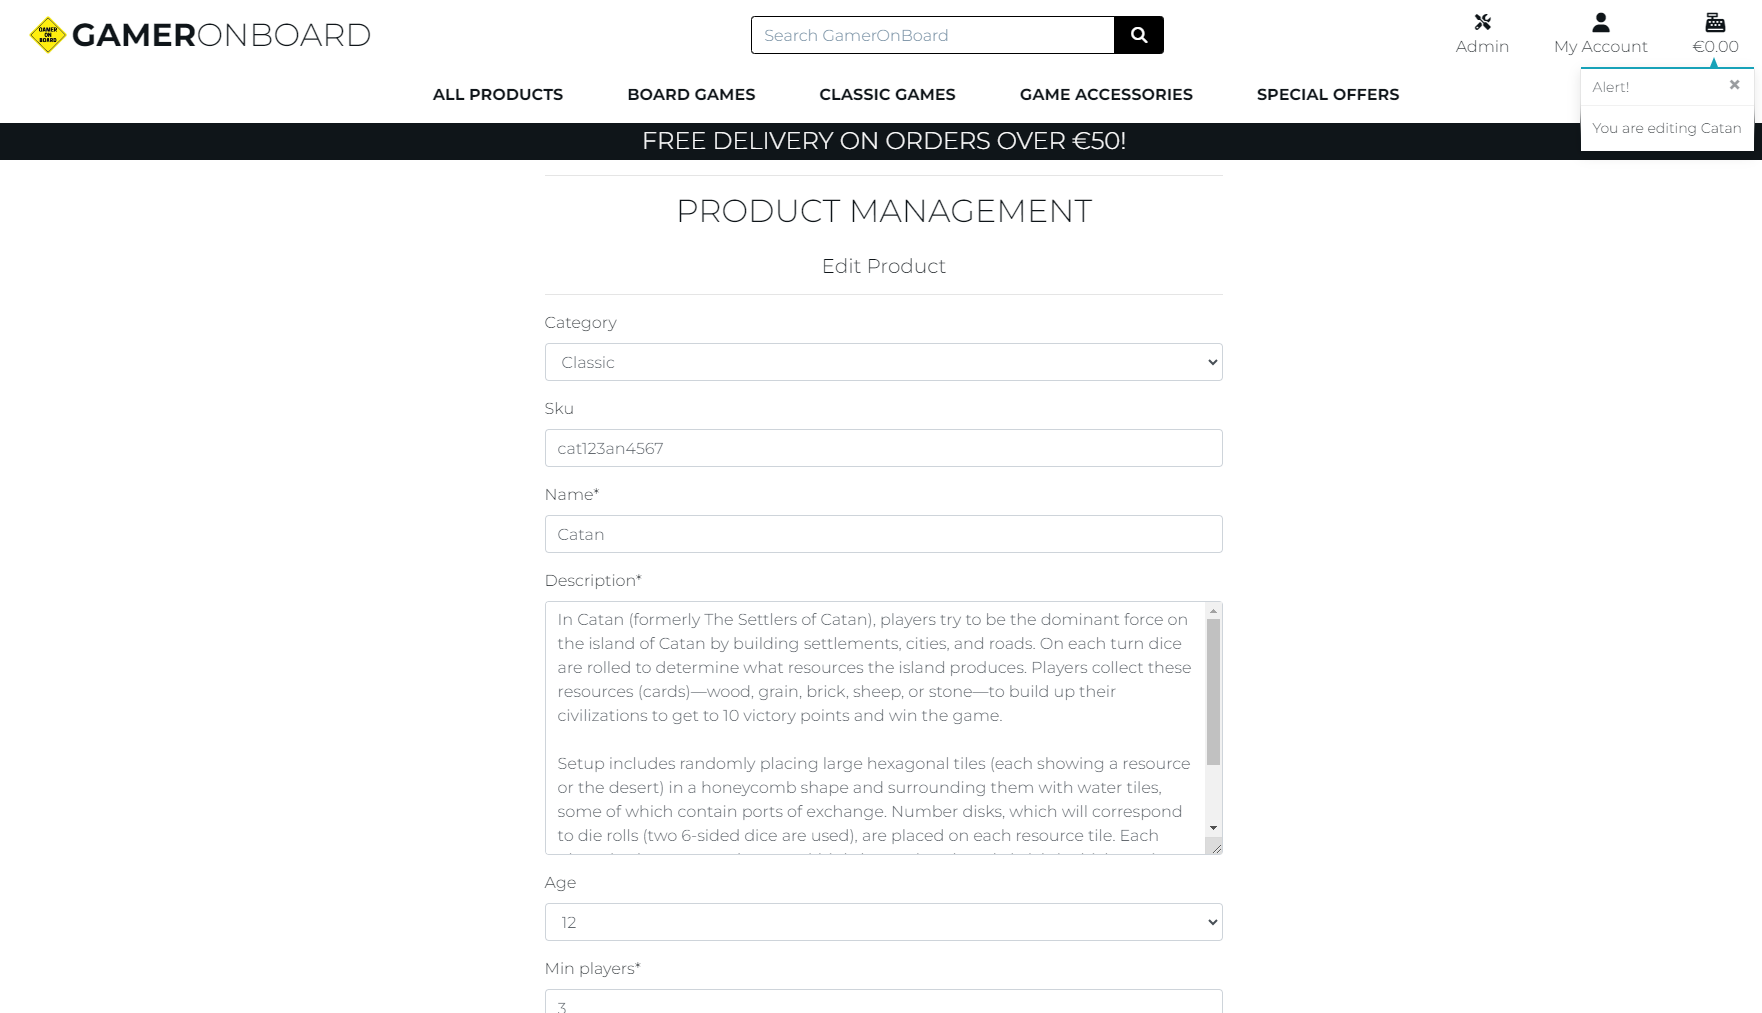 GAMER ON BOARD
GAMERONBOARD
Search GamerOnBoard
Admin
My Account
€0.00
ALL PRODUCTS
BOARD GAMES
CLASSIC GAMES
GAME ACCESSORIES
SPECIAL OFFERS
Alert!
You are editing Catan
FREE DELIVERY ON ORDERS OVER €50!
PRODUCT MANAGEMENT
Edit Product
Category
Classic
Sku
cat123an4567
Name*
Catan
Description*
In Catan (formerly The Settlers of Catan), players try to be the dominant force on
the island of Catan by building settlements, cities, and roads. On each turn dice
are rolled to determine what resources the island produces. Players collect these
resources (cards)—wood, grain, brick, sheep, or stone—to build up their
civilizations to get to 10 victory points and win the game.
Setup includes randomly placing large hexagonal tiles (each showing a resource
or the desert) in a honeycomb shape and surrounding them with water tiles,
some of which contain ports of exchange. Number disks, which will correspond
to die rolls (two 6-sided dice are used), are placed on each resource tile. Each
Age
12
Min players*
3